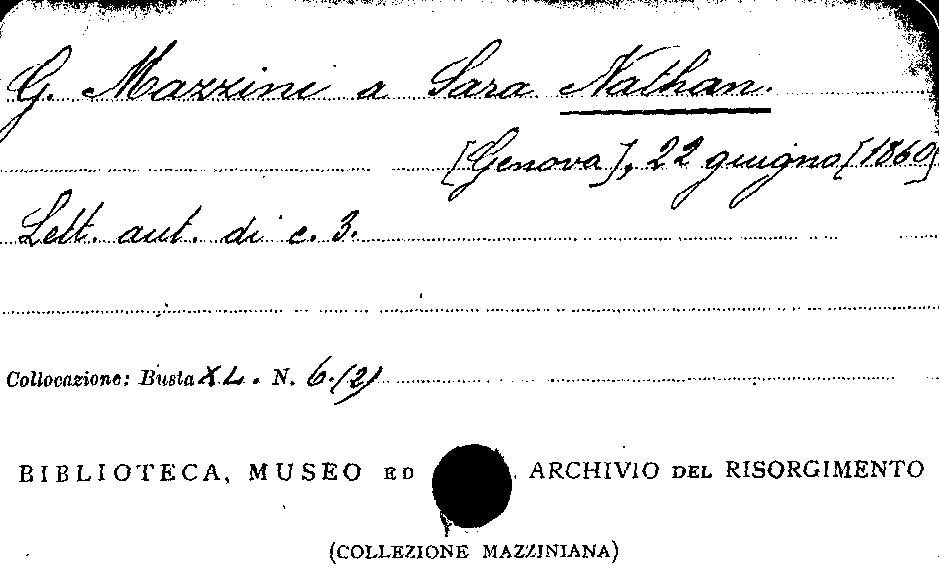 G. Mazzini a Sara Nathan.
[Genova], 22 giugno [1860]
Lett. aut. di c. 3.
Collocazione: Busta XL. N. 6.(2)
BIBLIOTECA, MUSEO ED ARCHIVIO DEL RISORGIMENTO
(COLLEZIONE MAZZINIANA)